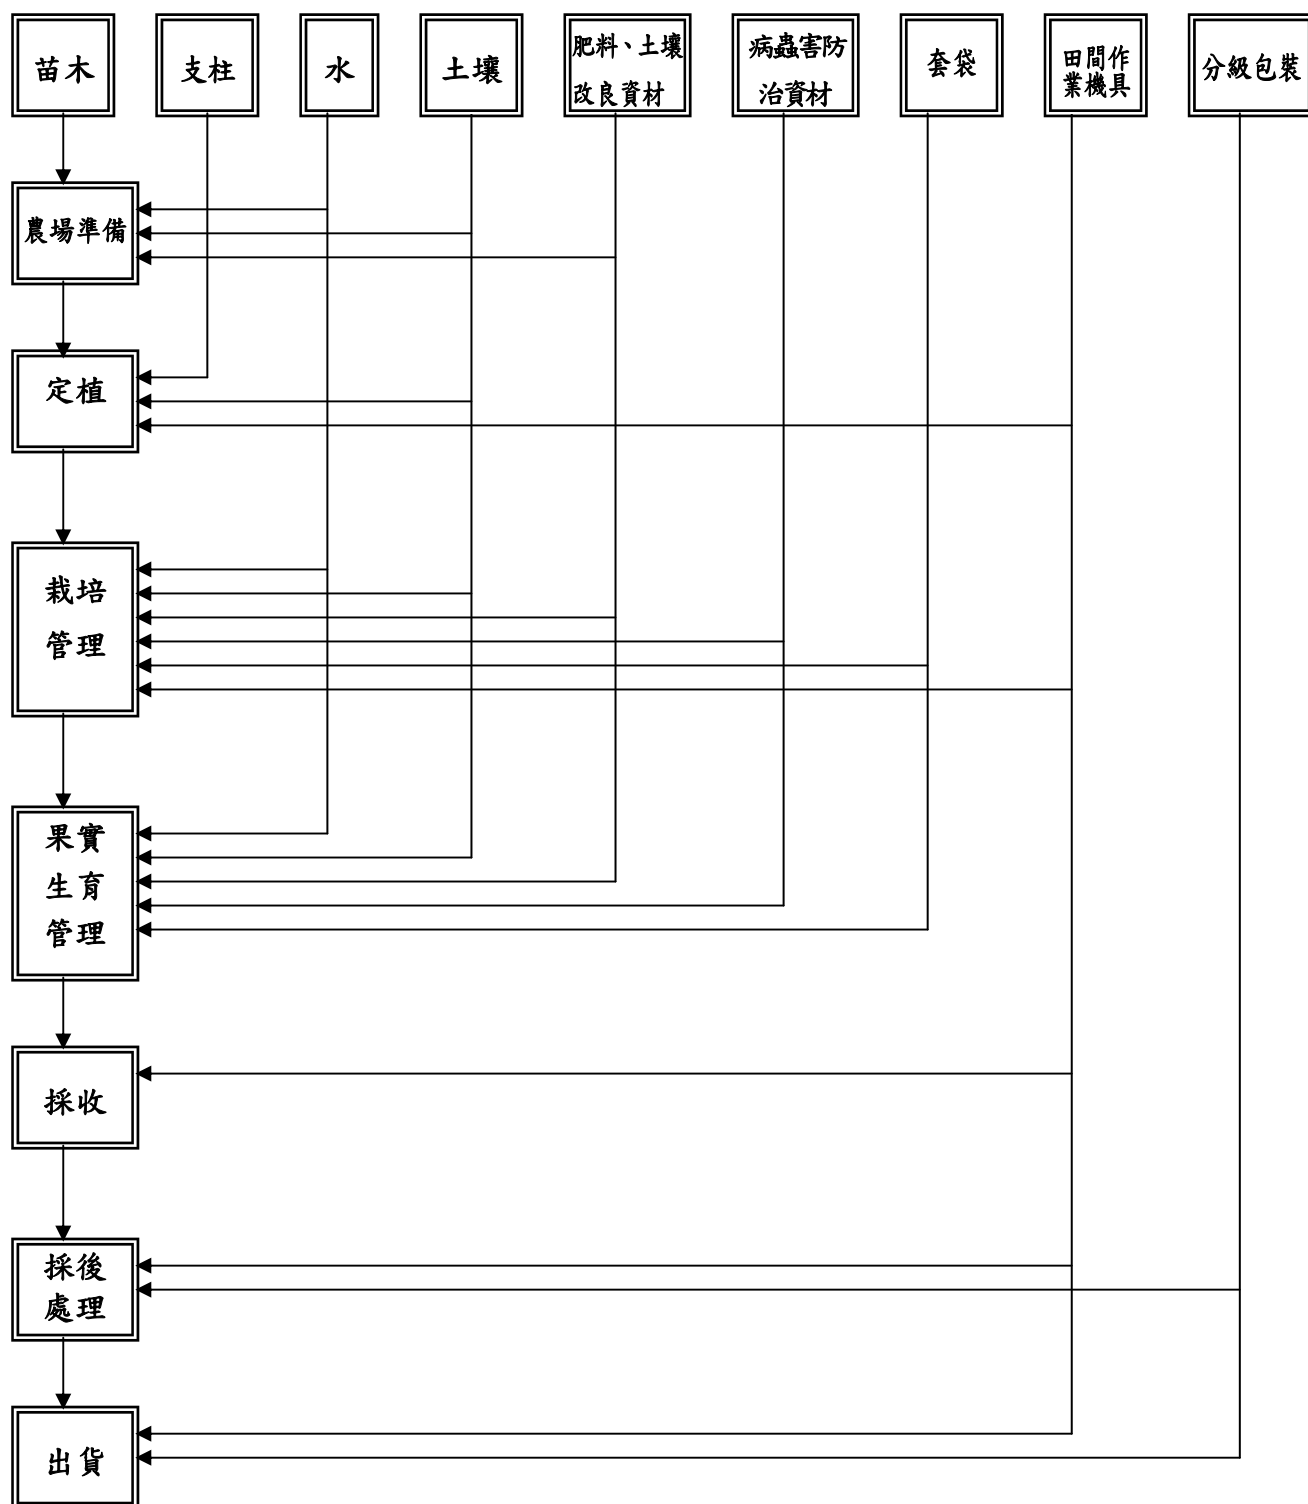 苗木
支柱
水
土壤
肥料、土壤
改良資材
病蟲害防
治資材
套袋
田間作
業機具
分級包裝
農場準備
定植
栽培
管理
果實
生育
管理
採收
採後
處理
出貨